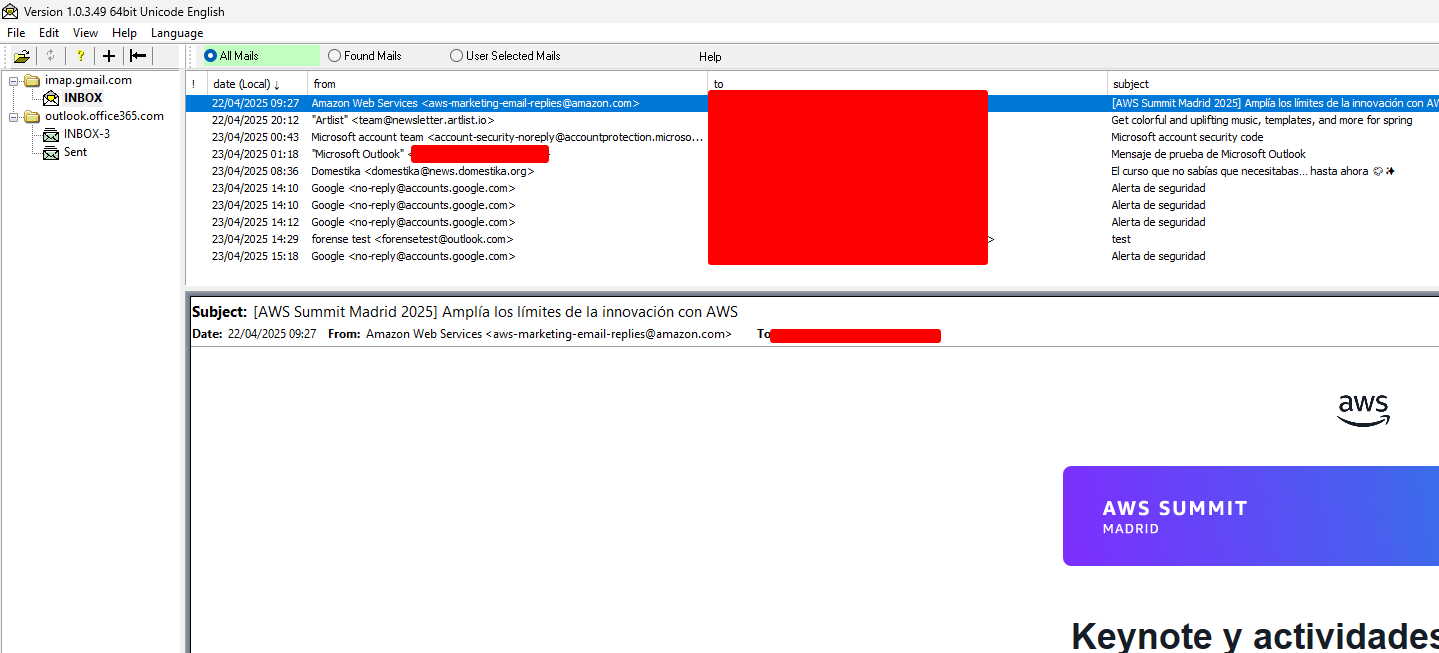 Version 1.0.3.49 64bit Unicode English
File Edit View Help Language
? All Mails Found Mails User Selected Mails Help
imap.gmail.com
INBOX
outlook.office365.com
INBOX-3
Sent
! date (Local) ↓ from to subject
22/04/2025 09:27 Amazon Web Services <aws-marketing-email-replies@amazon.com> [AWS Summit Madrid 2025] Amplía los límites de la innovación con AW
22/04/2025 20:12 "Artlist" <team@newsletter.artlist.io> Get colorful and uplifting music, templates, and more for spring
23/04/2025 00:43 Microsoft account team <account-security-noreply@accountprotection.microso... Microsoft account security code
23/04/2025 01:18 "Microsoft Outlook" < Mensaje de prueba de Microsoft Outlook
23/04/2025 08:36 Domestika <domestika@news.domestika.org> El curso que no sabías que necesitabas... hasta ahora
23/04/2025 14:10 Google <no-reply@accounts.google.com> Alerta de seguridad
23/04/2025 14:10 Google <no-reply@accounts.google.com> Alerta de seguridad
23/04/2025 14:12 Google <no-reply@accounts.google.com> Alerta de seguridad
23/04/2025 14:29 forense test <forensetest@outlook.com> > test
23/04/2025 15:18 Google <no-reply@accounts.google.com> Alerta de seguridad
Subject: [AWS Summit Madrid 2025] Amplía los límites de la innovación con AWS
Date: 22/04/2025 09:27 From: Amazon Web Services <aws-marketing-email-replies@amazon.com> To
aws
AWS SUMMIT
MADRID
Keynote y actividades